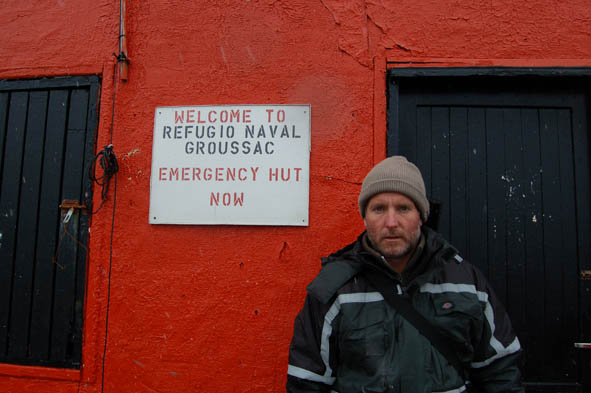 WELCOME TO
REFUGIO NAVAL
GROUSSAC
EMERGENCY HUT
NOW